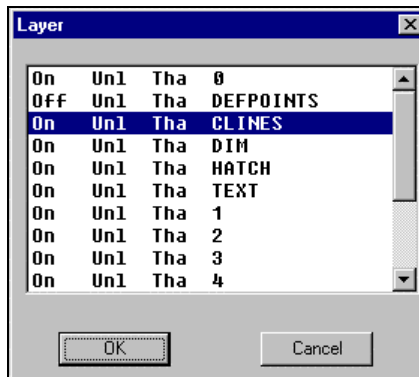 Layer
On Unl Tha 0
Off Unl Tha DEFPOINTS
On Unl Tha CLINES
On Unl Tha DIM
On Unl Tha HATCH
On Unl Tha TEXT
On Unl Tha 1
On Unl Tha 2
On Unl Tha 3
On Unl Tha 4
OK Cancel